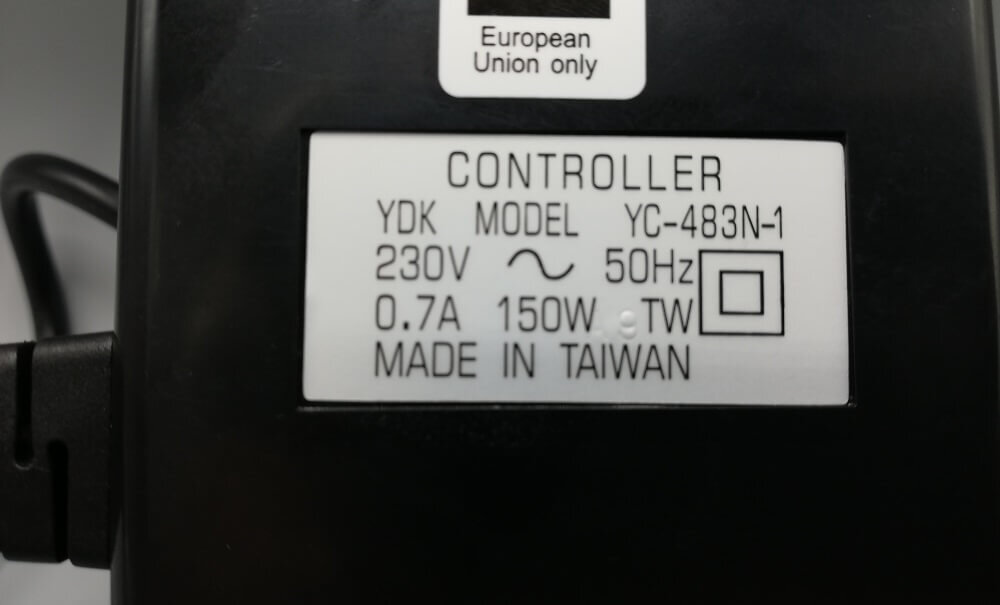 European
Union only
CONTROLLER
YDK MODEL YC-483N-1
230V ~ 50Hz
0.7A 150W TW
MADE IN TAIWAN